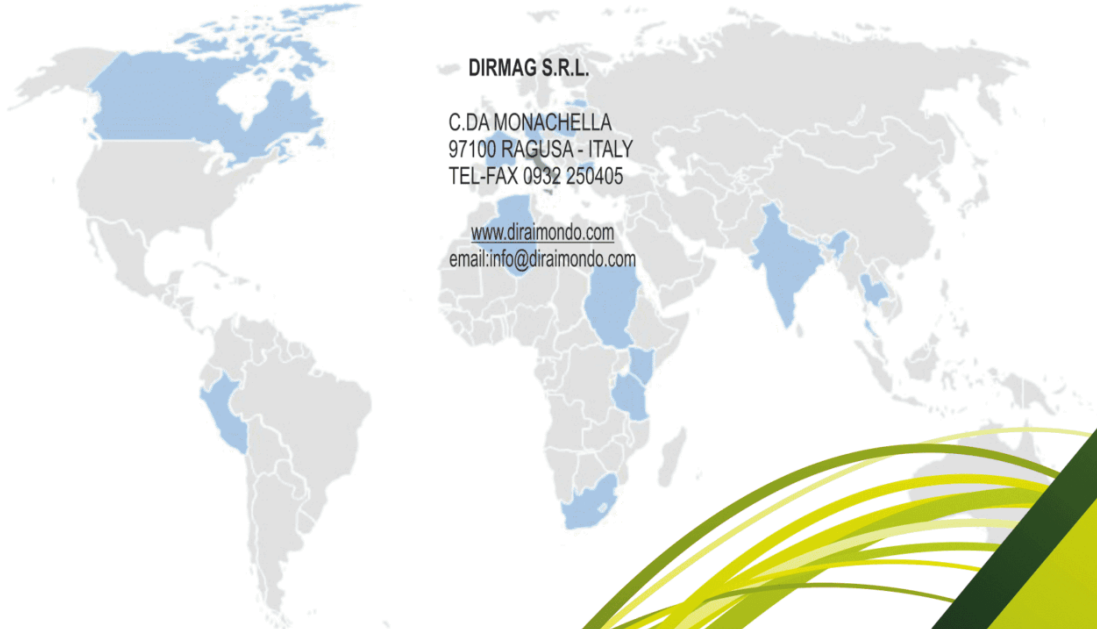 DIRMAG S.R.L.
C.DA MONACHELLA
97100 RAGUSA - ITALY
TEL-FAX 0932 250405
www.diraimondo.com
email:info@diraimondo.com